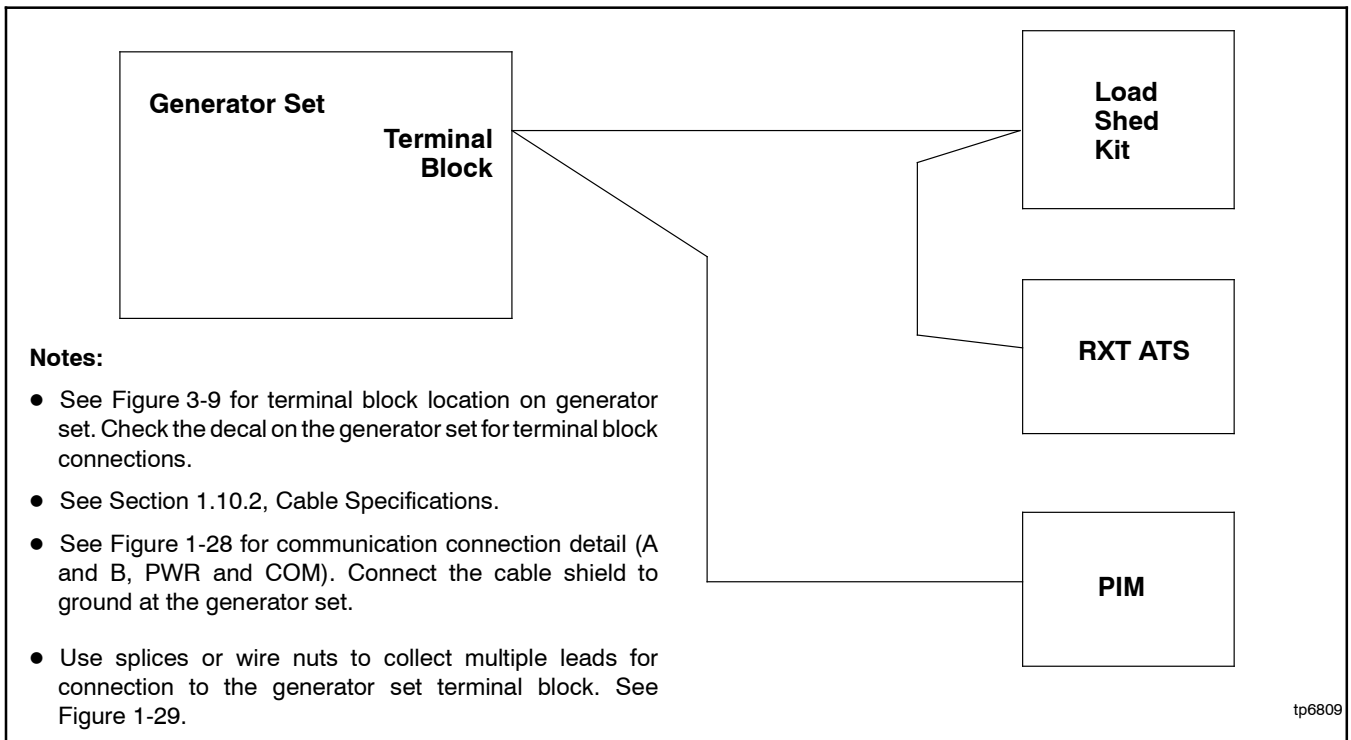 Generator Set
Terminal
Block
Load
Shed
Kit
RXT ATS
PIM
Notes:
● See Figure 3-9 for terminal block location on generator
set. Check the decal on the generator set for terminal block
connections.
● See Section 1.10.2, Cable Specifications.
● See Figure 1-28 for communication connection detail (A
and B, PWR and COM). Connect the cable shield to
ground at the generator set.
● Use splices or wire nuts to collect multiple leads for
connection to the generator set terminal block. See
Figure 1-29.
tp6809